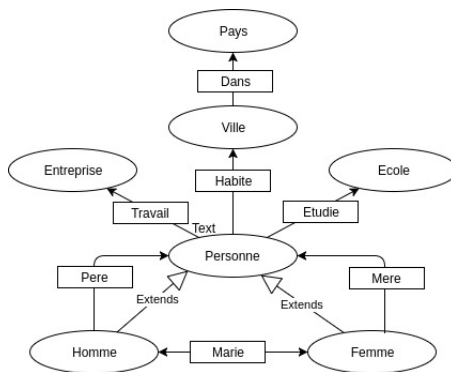 Pays
Dans
Ville
Entreprise
Ecole
Habite
Travail
Etudie
Text
Personne
Pere
Mere
Extends
Extends
Homme
Marie
Femme